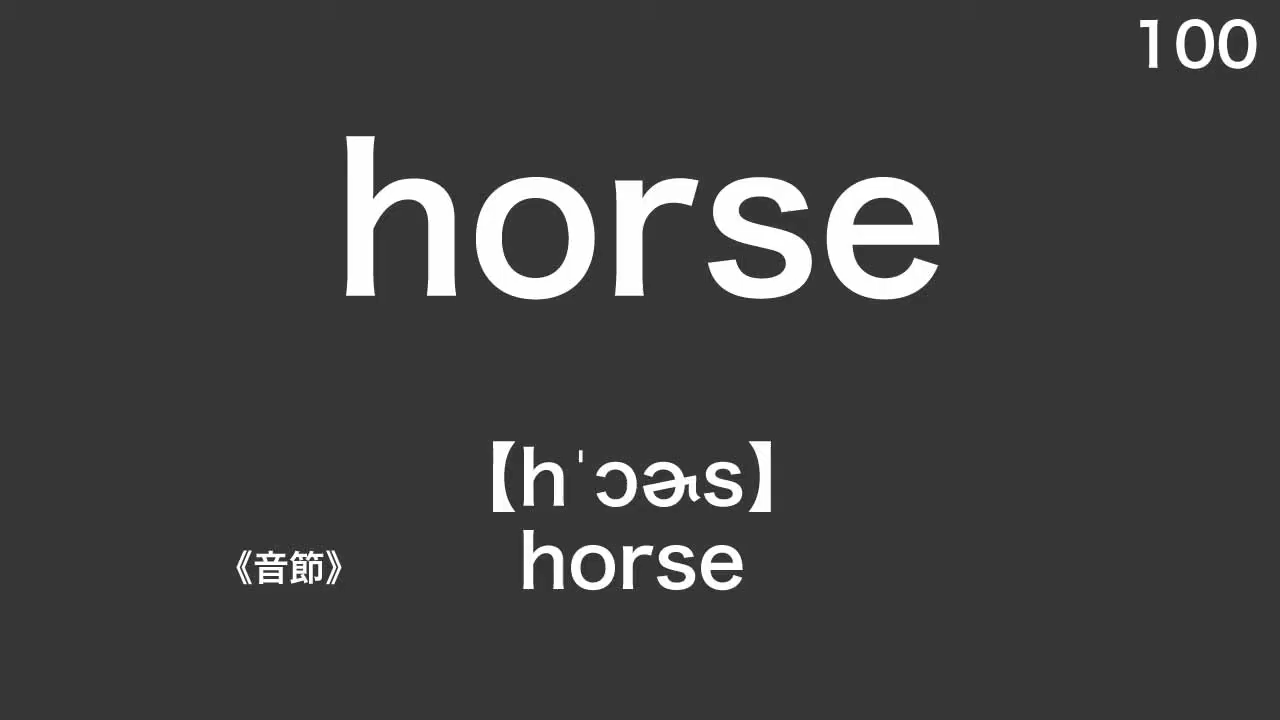 100
horse
【hˈɔɚs】
《音節》 horse